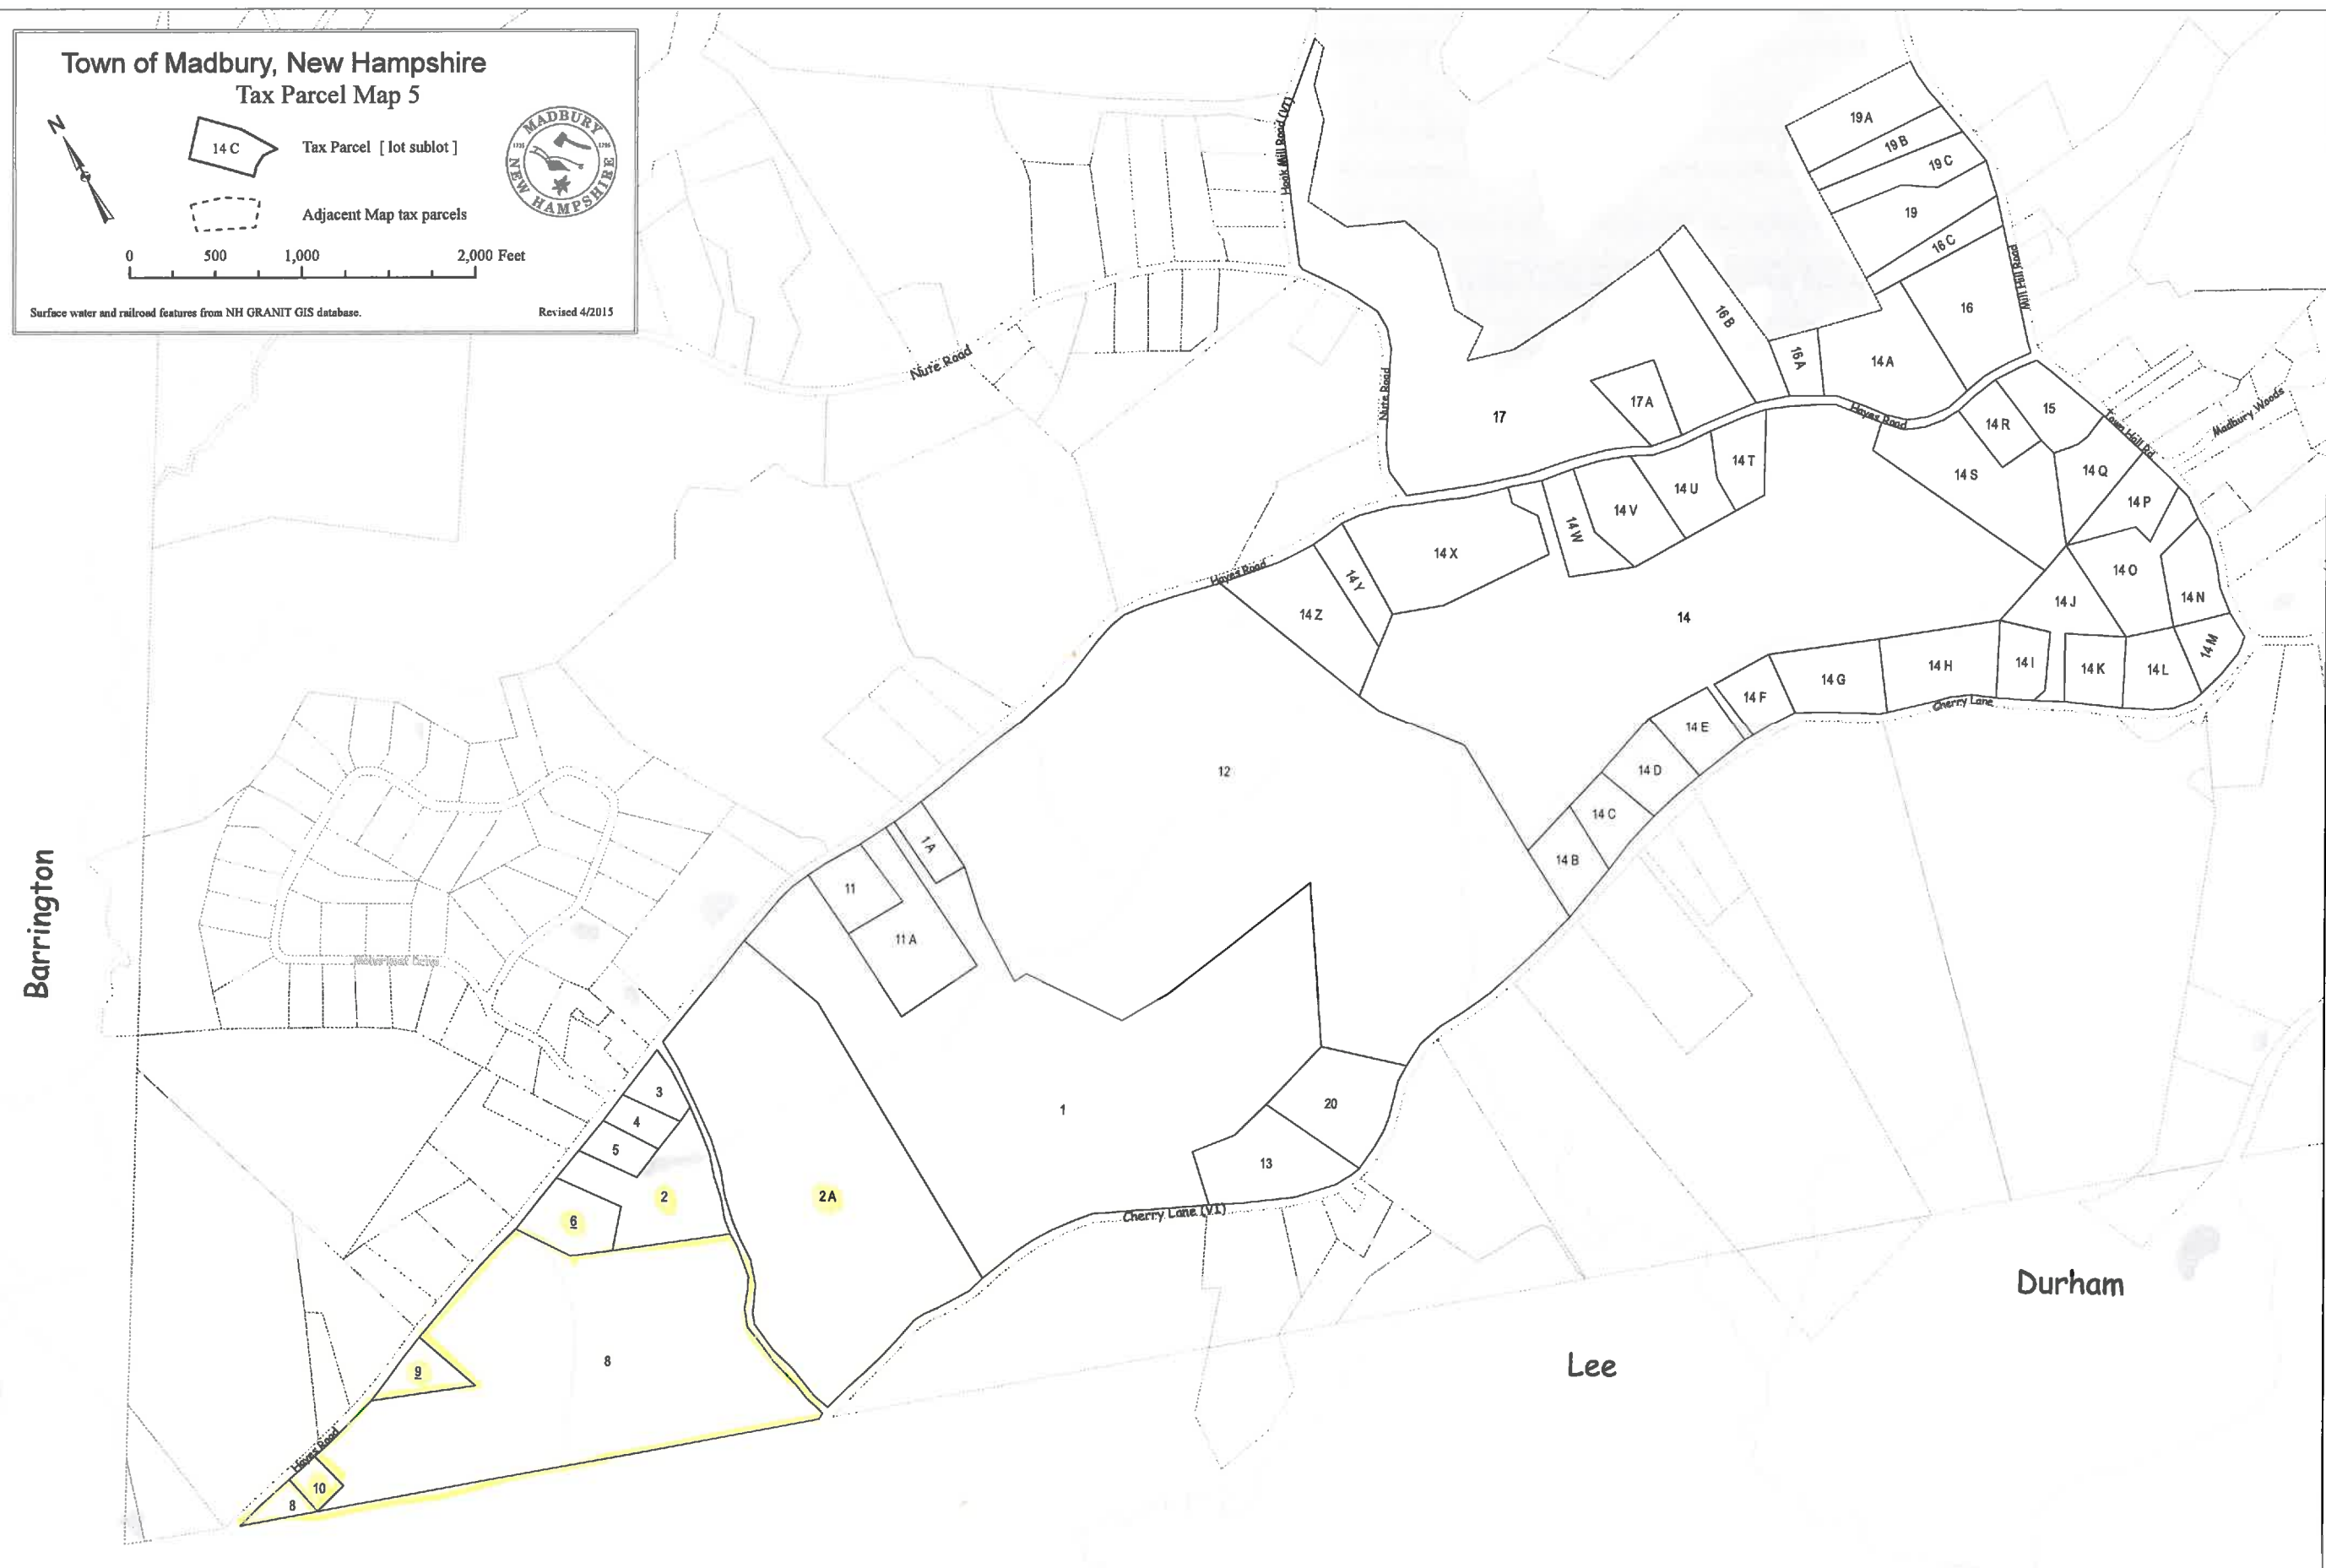 Town of Madbury, New Hampshire
Tax Parcel Map 5
N
14 C
Tax Parcel [ lot sublot ]
MADBURY
NEW HAMPSHIRE
Adjacent Map tax parcels
0 500 1,000 2,000 Feet
Surface water and railroad features from NH GRANIT GIS database.
Revised 4/2015
Hook Mill Road (V.I.)
19 A
19 B
19 C
19
16 C
Mill Hill Road
16
16 B
16 A
14 A
Nute Road
Nute Road
17
17 A
Hayes Road
14 R
15
Town Hall Rd
Madbury Woods
14 S
14 Q
14 P
14 T
14 U
14 V
14 W
14 X
14 Y
14 Z
Hayes Road
14
14 O
14 N
14 J
14 M
14 I
14 K
14 L
14 H
14 G
14 F
Cherry Lane
14 E
14 D
14 C
14 B
12
1 A
11
11 A
Barrington
3
4
5
2
6
2A
1
20
13
Cherry Lane (V.I.)
Durham
Lee
8
9
Hayes Road
10
8